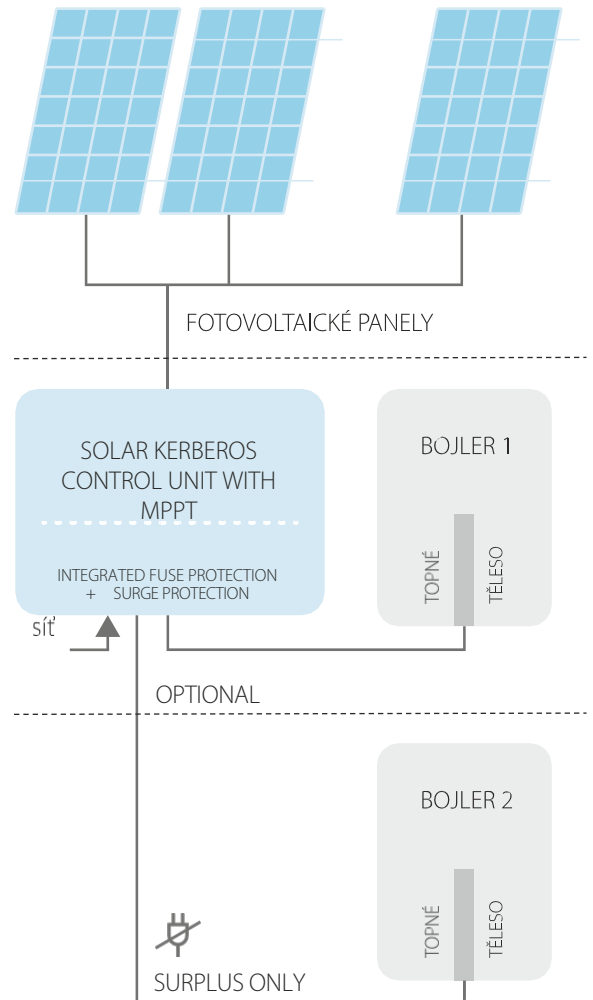 FOTOVOLTAICKÉ PANELY
SOLAR KERBEROS
CONTROL UNIT WITH
MPPT
INTEGRATED FUSE PROTECTION
+ SURGE PROTECTION
BOJLER 1
TOPNÉ
TĚLESO
síť
OPTIONAL
BOJLER 2
TOPNÉ
TĚLESO
SURPLUS ONLY